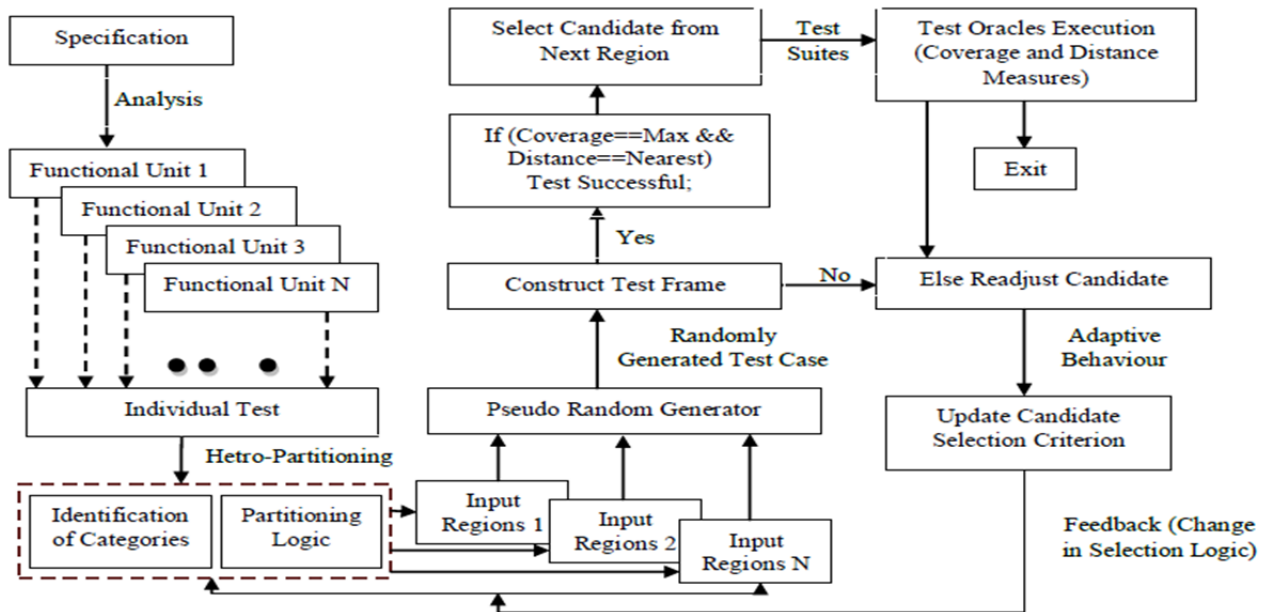 Specification
Analysis
Functional Unit 1
Functional Unit 2
Functional Unit 3
Functional Unit N
Individual Test
Hetro-Partitioning
Identification
of Categories
Partitioning
Logic
Input
Regions 1
Input
Regions 2
Input
Regions N
Pseudo Random Generator
Randomly
Generated Test Case
Construct Test Frame
Yes
No
If (Coverage==Max &&
Distance==Nearest)
Test Successful;
Select Candidate from
Next Region
Test
Suites
Test Oracles Execution
(Coverage and Distance
Measures)
Exit
Else Readjust Candidate
Adaptive
Behaviour
Update Candidate
Selection Criterion
Feedback (Change
in Selection Logic)